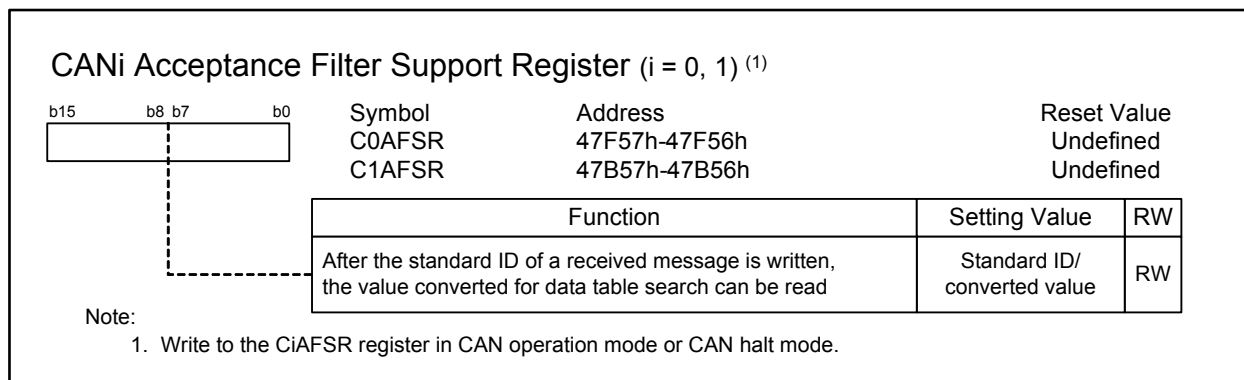 CANi Acceptance Filter Support Register (i = 0, 1) (1)
b15 b8 b7 b0
Symbol Address Reset Value
C0AFSR 47F57h-47F56h Undefined
C1AFSR 47B57h-47B56h Undefined
Function Setting Value RW
After the standard ID of a received message is written,
the value converted for data table search can be read
Standard ID/
converted value
RW
Note:
1. Write to the CiAFSR register in CAN operation mode or CAN halt mode.